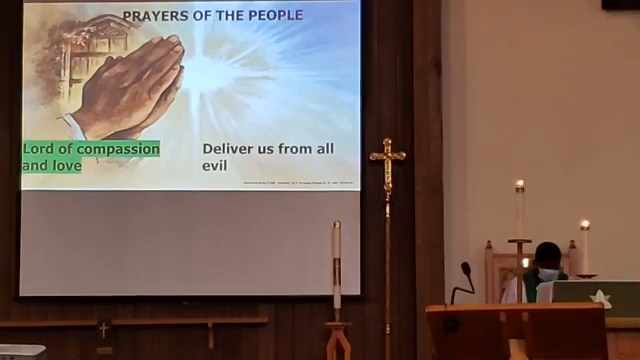 PRAYERS OF THE PEOPLE
Lord of compassion
and love
Deliver us from all
evil